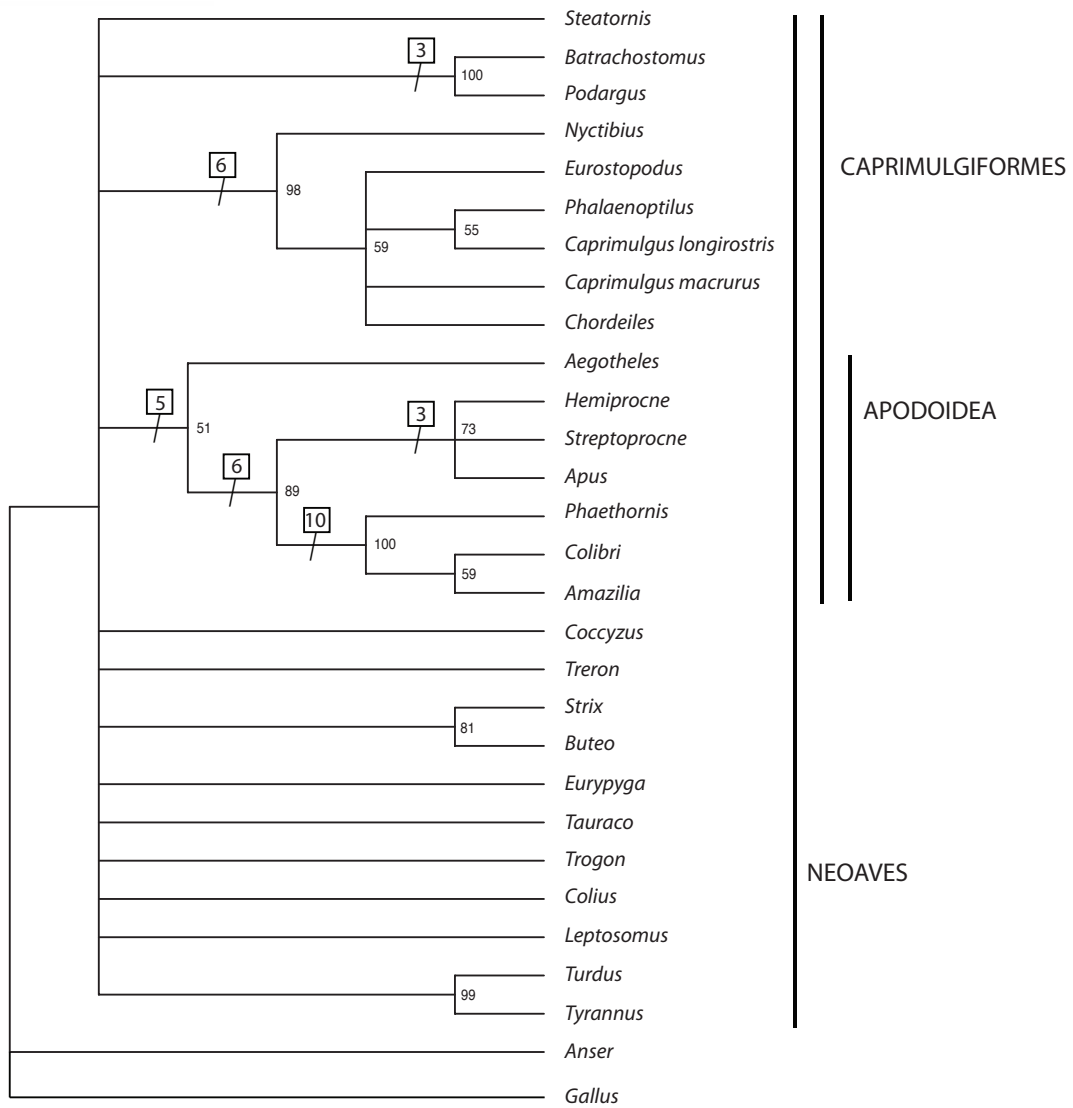 Steatornis
3
Batrachostomus
100
Podargus
Nyctibius
6
CAPRIMULGIFORMES
Eurostopodus
98
Phalaenoptilus
55
Caprimulgus longirostris
59
Caprimulgus macrurus
Chordeiles
Aegotheles
5
Hemiprocne
3
APODOIDEA
51
73
Streptoprocne
6
Apus
89
10
Phaethornis
100
Colibri
59
Amazilia
Coccyzus
Treron
Strix
81
Buteo
Eurypyga
Tauraco
Trogon
NEOAVES
Colius
Leptosomus
Turdus
99
Tyrannus
Anser
Gallus